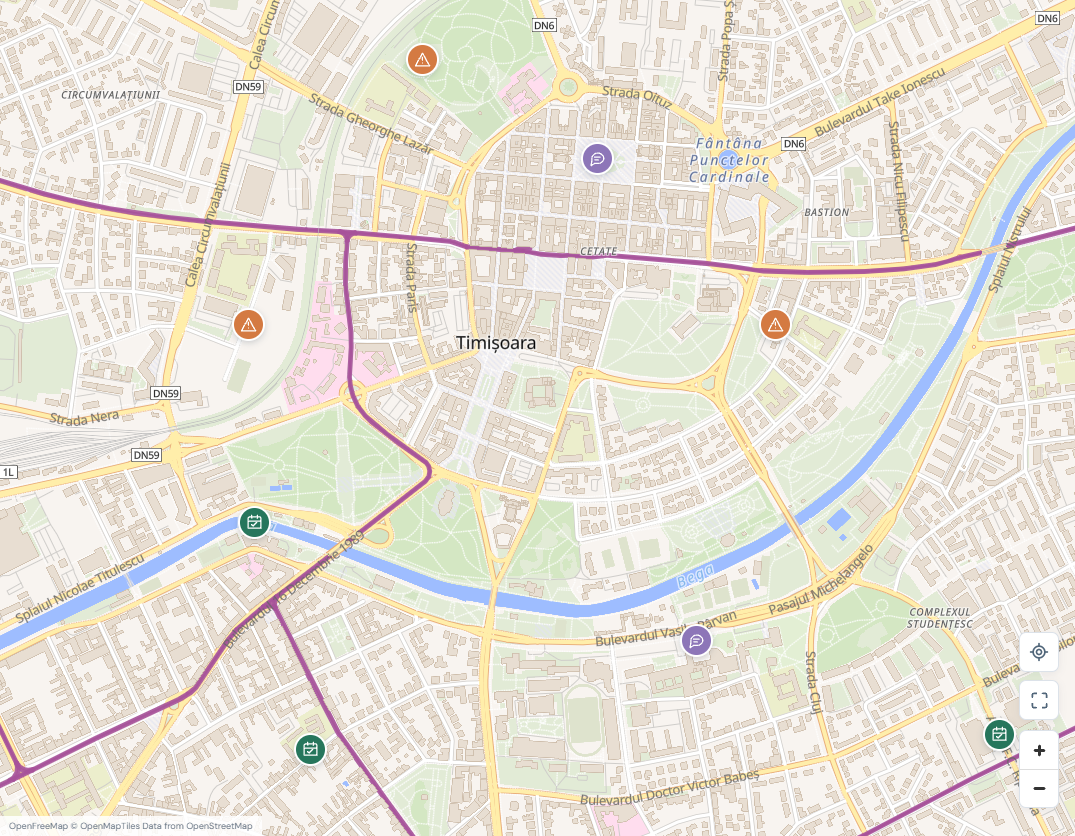 DN6
DN6
Calea Circum
Strada Popa Ș
DN59
CIRCUMVALAȚIUNII
Strada Oituz
Bulevardul Take Ionescu
Strada Gheorghe Lazăr
Fântâna
Punctelor
Cardinale
DN6
Strada Nicu Filipescu
Calea Circumvalațiunii
BASTION
CETATE
Splaiul Nistrului
Strada Paris
Timișoara
DN59
Strada Nera
DN59
1L
Bega
Splaiul Nicolae Titulescu
Bulevardul 16 Decembrie 1989
Pasajul Michelangelo
Bulevardul Vasile Pârvan
COMPLEXUL
STUDENȚESC
Strada Cluj
Bulevardul Doctor Victor Babeș
OpenFreeMap © OpenMapTiles Data from OpenStreetMap